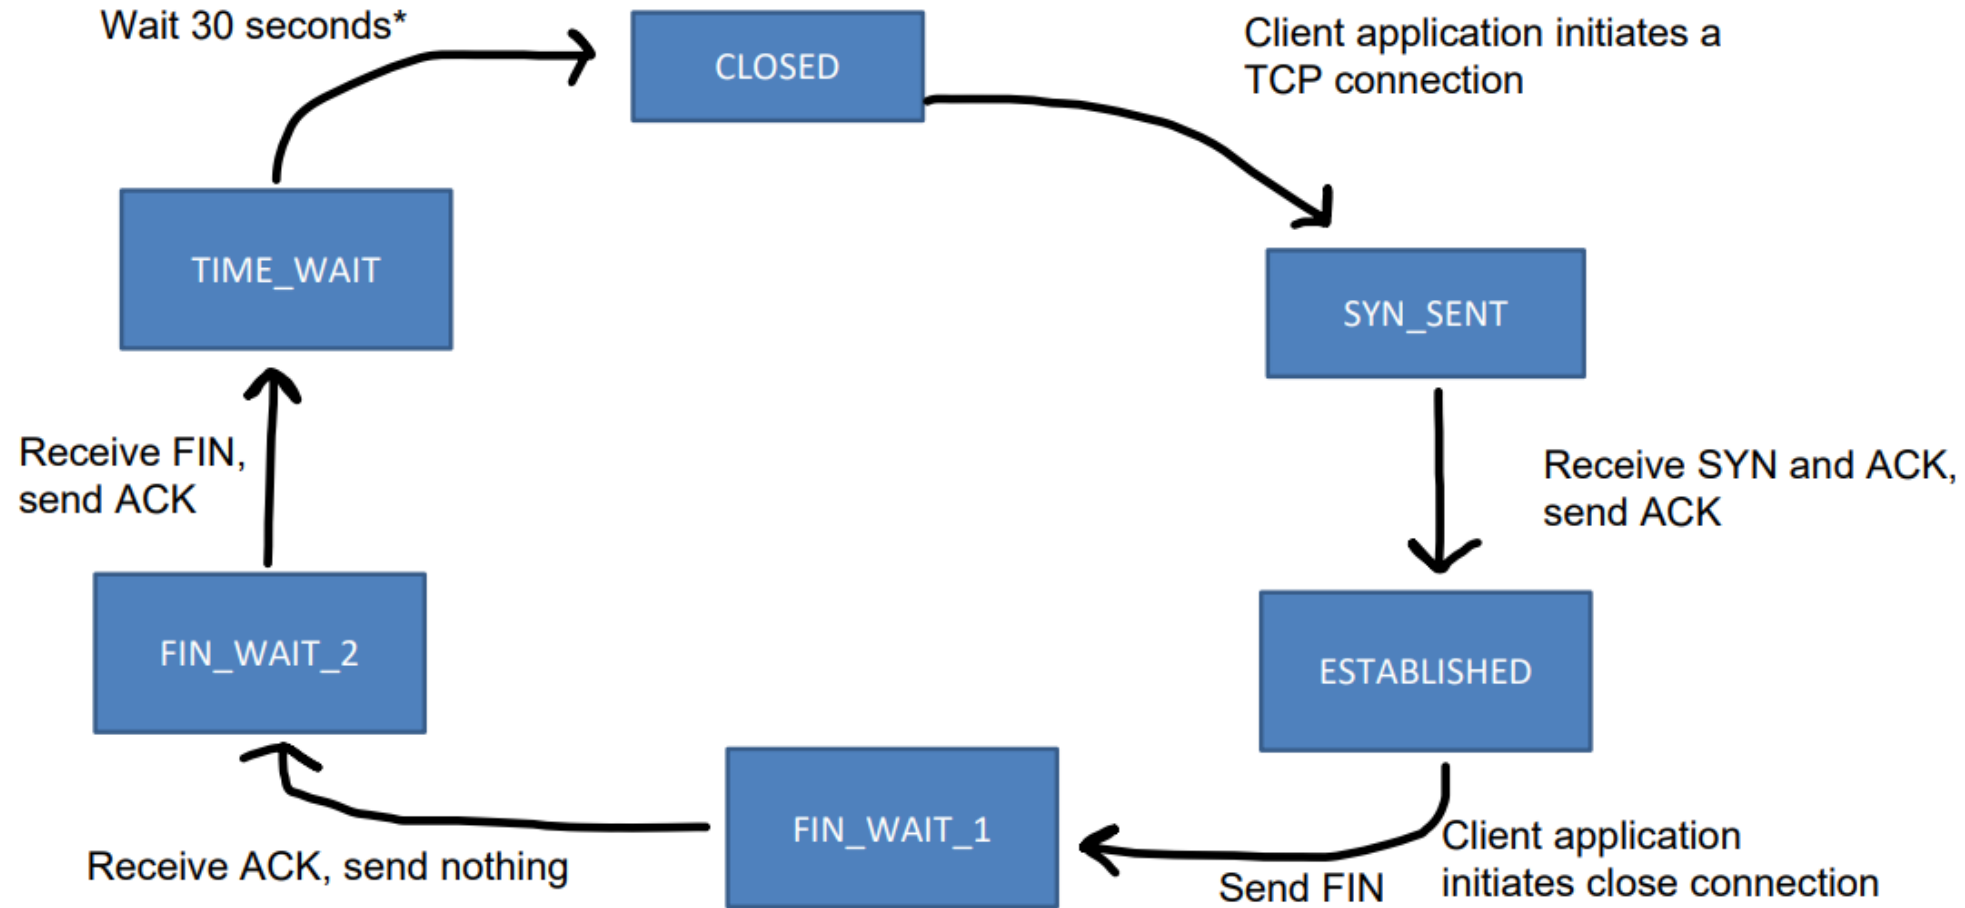 Wait 30 seconds*
CLOSED
Client application initiates a
TCP connection
TIME_WAIT
SYN_SENT
Receive FIN,
send ACK
Receive SYN and ACK,
send ACK
FIN_WAIT_2
ESTABLISHED
FIN_WAIT_1
Receive ACK, send nothing
Send FIN
Client application
initiates close connection